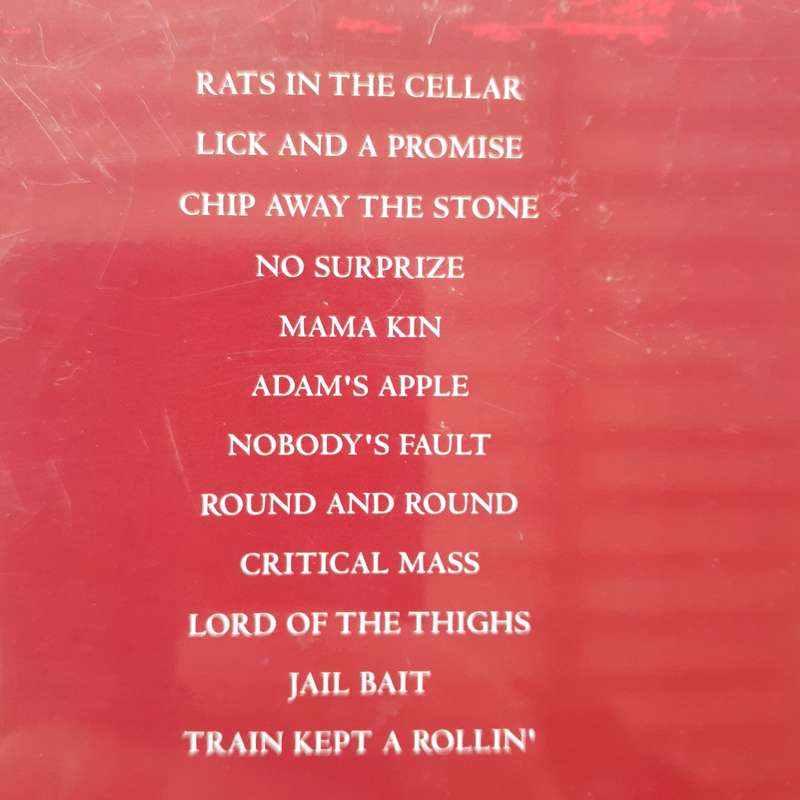 RATS IN THE CELLAR
LICK AND A PROMISE
CHIP AWAY THE STONE
NO SURPRIZE
MAMA KIN
ADAM'S APPLE
NOBODY'S FAULT
ROUND AND ROUND
CRITICAL MASS
LORD OF THE THIGHS
JAIL BAIT
TRAIN KEPT A ROLLIN'